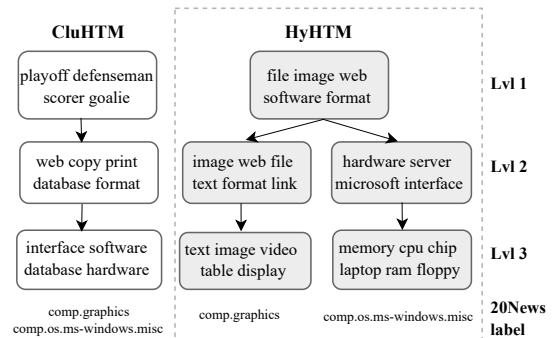 CluHTM
HyHTM
playoff defenseman
scorer goalie
file image web
software format
Lvl 1
web copy print
database format
image web file
text format link
hardware server
microsoft interface
Lvl 2
interface software
database hardware
text image video
table display
memory cpu chip
laptop ram floppy
Lvl 3
comp.graphics
comp.os.ms-windows.misc
comp.graphics
comp.os.ms-windows.misc
20News
label